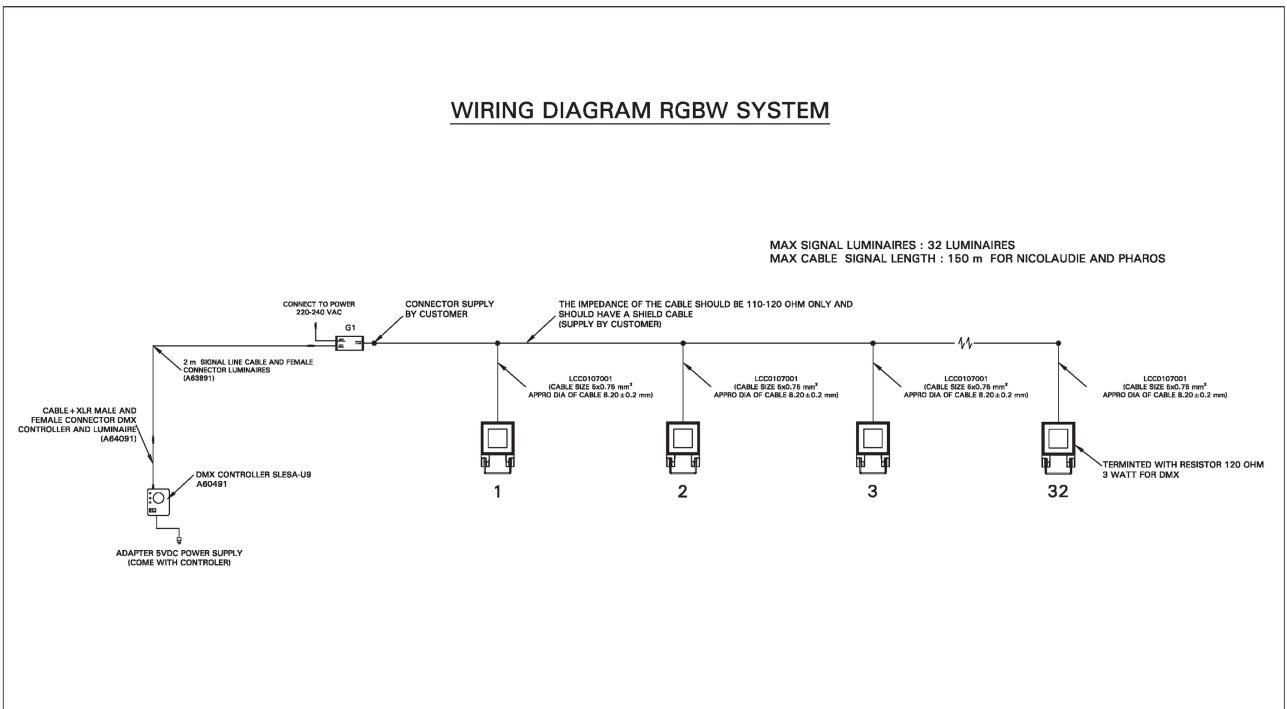 WIRING DIAGRAM RGBW SYSTEM
MAX SIGNAL LUMINAIRES : 32 LUMINAIRES
MAX CABLE SIGNAL LENGTH : 150 m FOR NICOLAUDIE AND PHAROS
CONNECT TO POWER
220-240 VAC
G1
CONNECTOR SUPPLY
BY CUSTOMER
THE IMPEDANCE OF THE CABLE SHOULD BE 110-120 OHM ONLY AND
SHOULD HAVE A SHIELD CABLE
(SUPPLY BY CUSTOMER)
2 m SIGNAL LINE CABLE AND FEMALE
CONNECTOR LUMINAIRES
(A63891)
LCC0107001
(CABLE SIZE 5x0.75 mm²
APPRO DIA OF CABLE 8.20±0.2 mm)
LCC0107001
(CABLE SIZE 5x0.75 mm²
APPRO DIA OF CABLE 8.20±0.2 mm)
LCC0107001
(CABLE SIZE 5x0.75 mm²
APPRO DIA OF CABLE 8.20±0.2 mm)
LCC0107001
(CABLE SIZE 5x0.75 mm²
APPRO DIA OF CABLE 8.20±0.2 mm)
CABLE+XLR MALE AND
FEMALE CONNECTOR DMX
CONTROLLER AND LUMINAIRE
(A64091)
DMX CONTROLLER SLESA-U9
A60491
TERMINTED WITH RESISTOR 120 OHM
3 WATT FOR DMX
1
2
3
32
ADAPTER 5VDC POWER SUPPLY
(COME WITH CONTROLER)